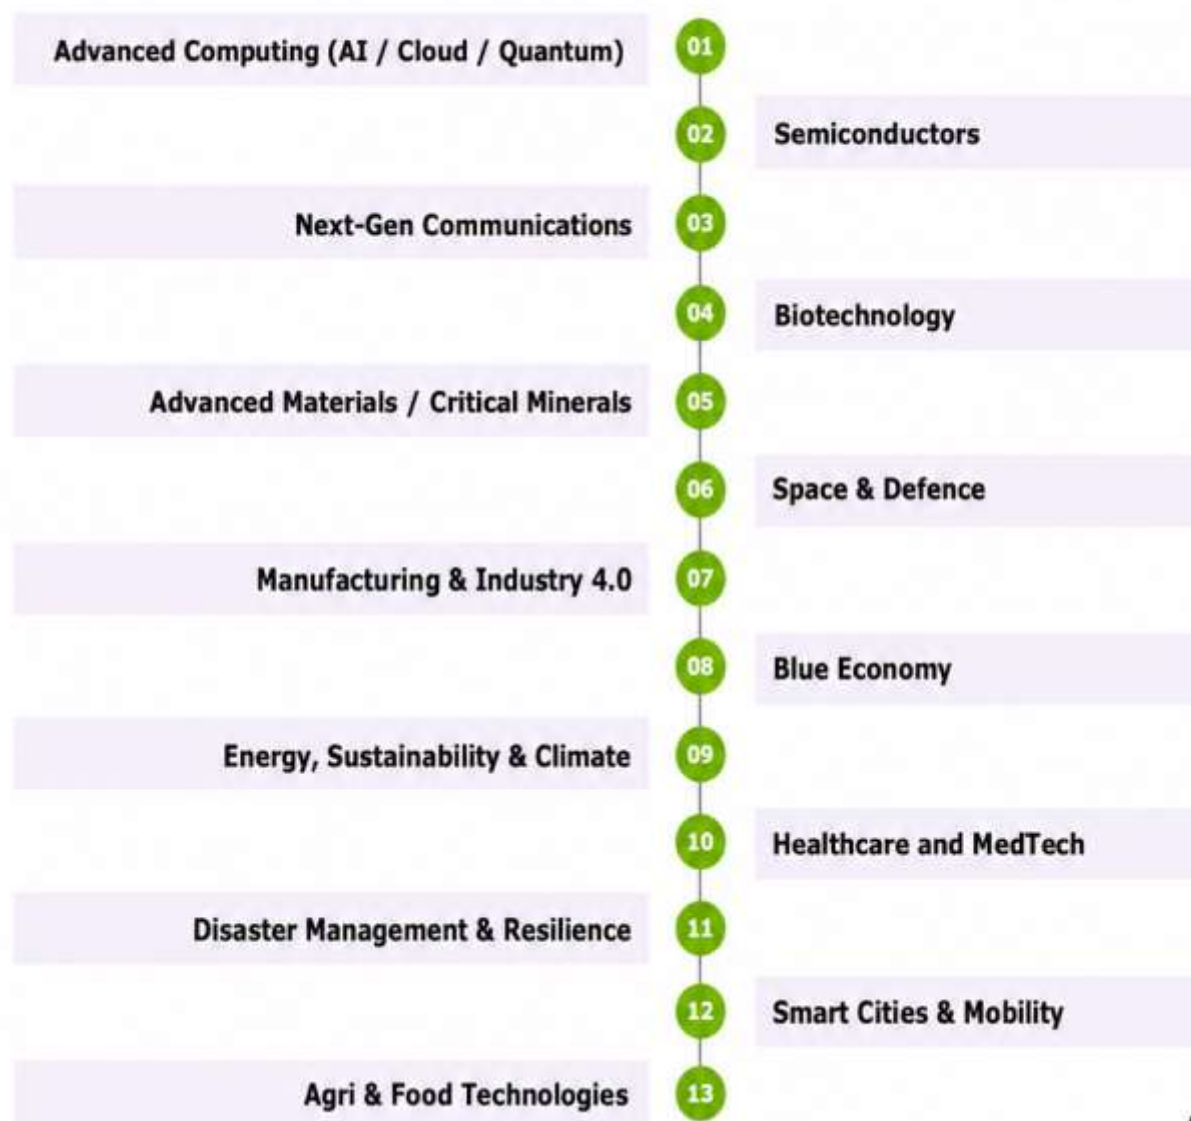 Advanced Computing (AI / Cloud / Quantum)
01
02
Semiconductors
Next-Gen Communications
03
04
Biotechnology
Advanced Materials / Critical Minerals
05
06
Space & Defence
Manufacturing & Industry 4.0
07
08
Blue Economy
Energy, Sustainability & Climate
09
10
Healthcare and MedTech
Disaster Management & Resilience
11
12
Smart Cities & Mobility
Agri & Food Technologies
13